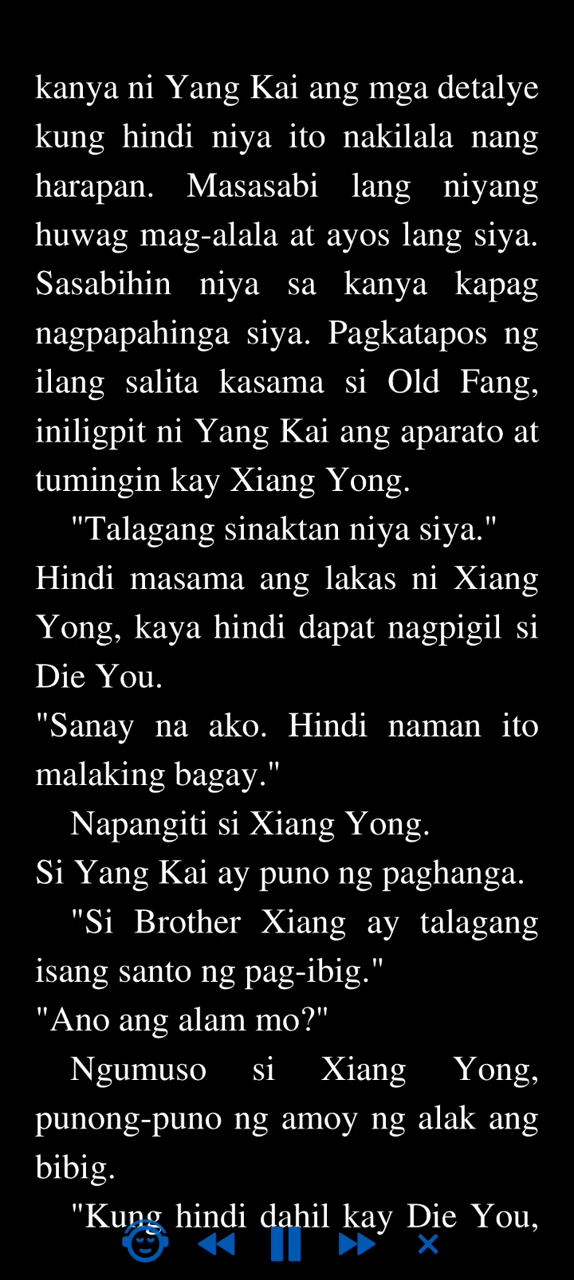 kanya ni Yang Kai ang mga detalye
kung hindi niya ito nakilala nang
harapan. Masasabi lang niyang
huwag mag-alala at ayos lang siya.
Sasabihin niya sa kanya kapag
nagpapahinga siya. Pagkatapos ng
ilang salita kasama si Old Fang,
iniligpit ni Yang Kai ang aparato at
tumingin kay Xiang Yong.
"Talagang sinaktan niya siya."
Hindi masama ang lakas ni Xiang
Yong, kaya hindi dapat nagpigil si
Die You.
"Sanay na ako. Hindi naman ito
malaking bagay."
Napangiti si Xiang Yong.
Si Yang Kai ay puno ng paghanga.
"Si Brother Xiang ay talagang
isang santo ng pag-ibig."
"Ano ang alam mo?"
Ngumuso si Xiang Yong,
punong-puno ng amoy ng alak ang
bibig.
"Kung hindi dahil kay Die You,